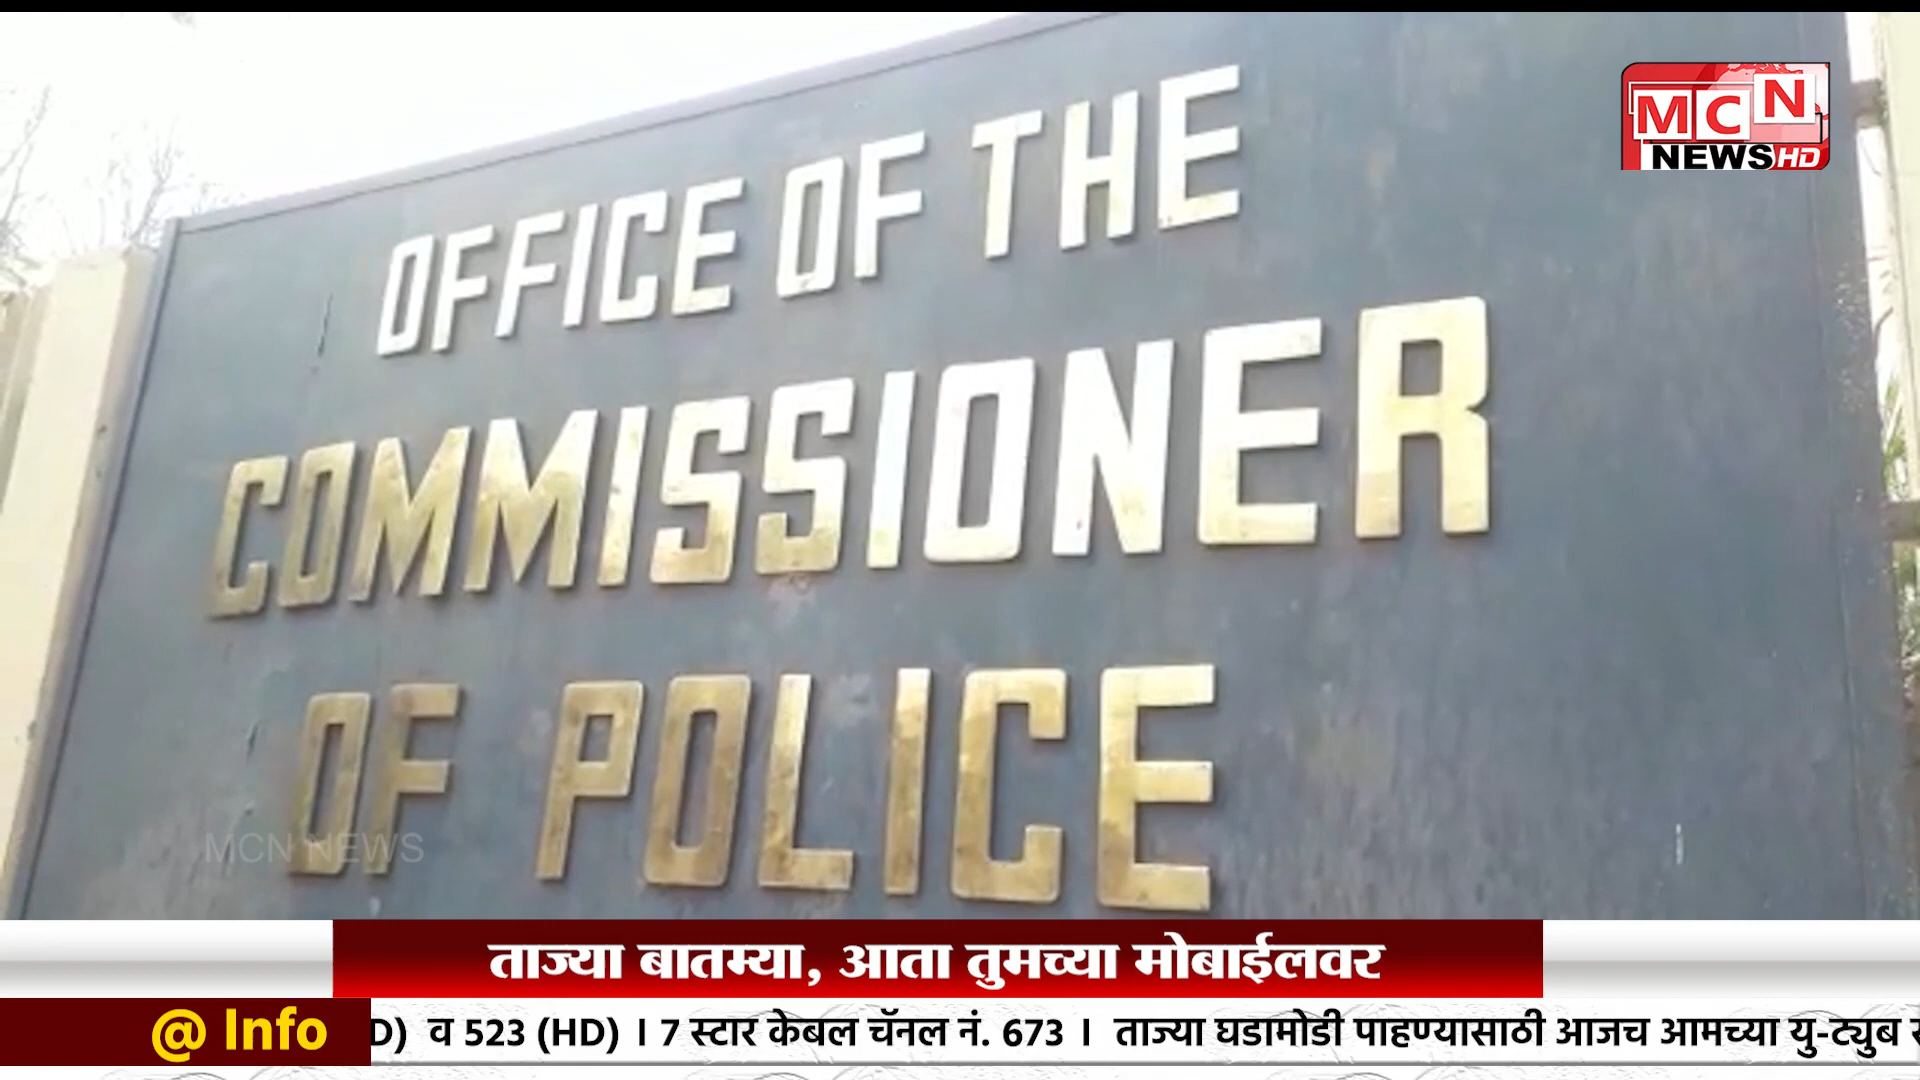 MCN
NEWS HD
OFFICE OF THE
COMMISSIONER
OF POLICE
MCN NEWS
ताज्या बातम्या, आता तुमच्या मोबाईलवर
@ Info
D) व 523 (HD) । 7 स्टार केबल चॅनल नं. 673 । ताज्या घडामोडी पाहण्यासाठी आजच आमच्या यु-ट्युब